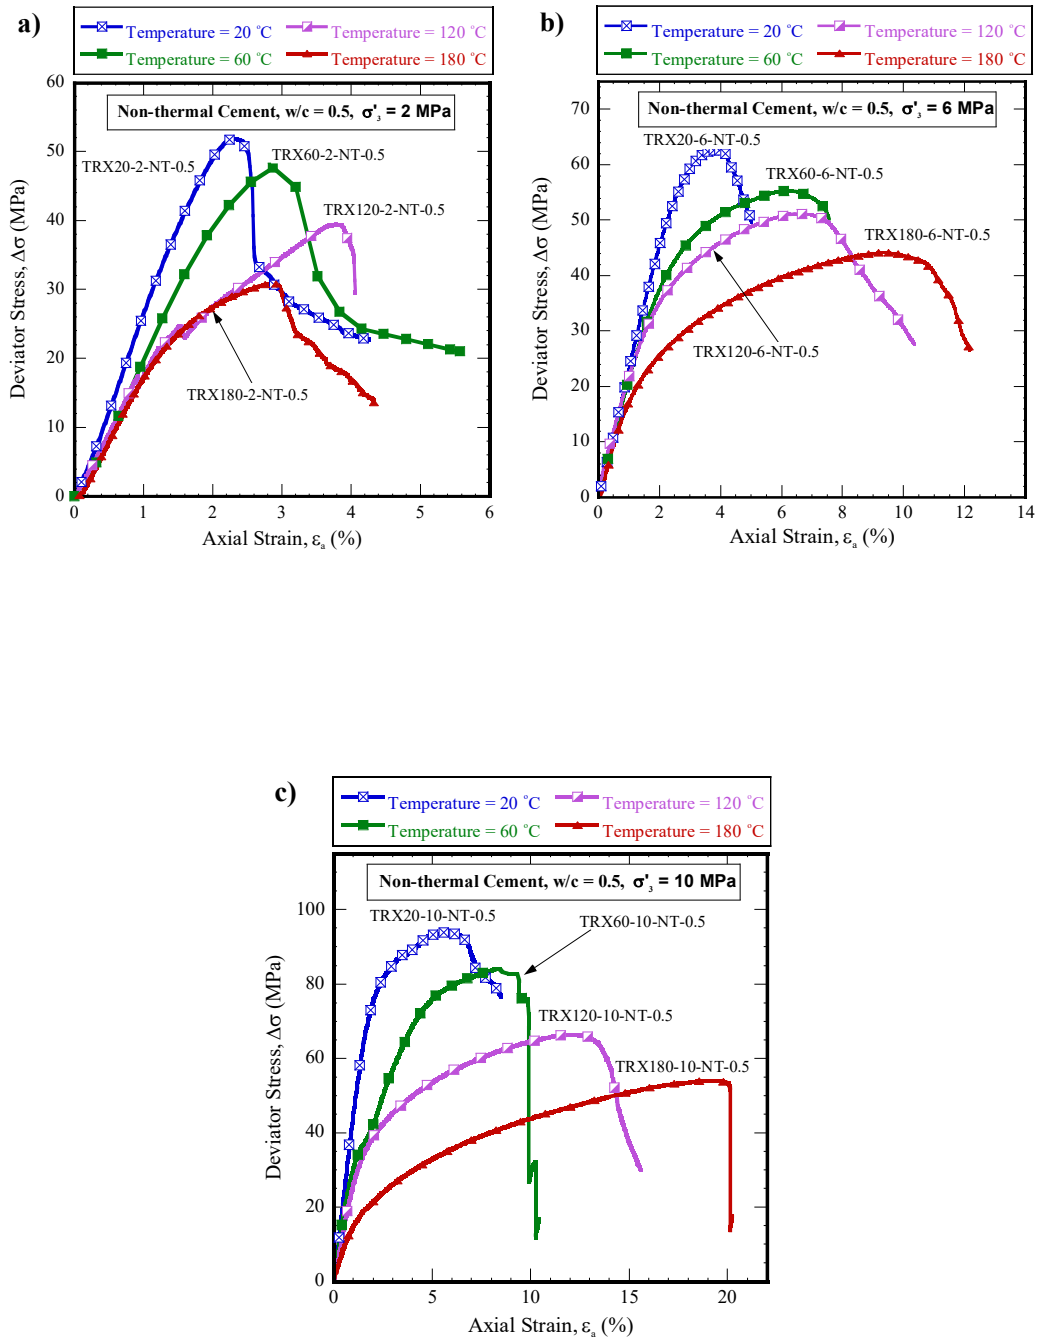 a)
Temperature = 20 °C
Temperature = 120 °C
Temperature = 60 °C
Temperature = 180 °C
Non-thermal Cement, w/c = 0.5, σ'₃ = 2 MPa
TRX60-2-NT-0.5
TRX20-2-NT-0.5
TRX120-2-NT-0.5
TRX180-2-NT-0.5
Deviator Stress, Δσ (MPa)
60
50
40
30
20
10
0
0 1 2 3 4 5 6
Axial Strain, εₐ (%)
b)
Temperature = 20 °C
Temperature = 120 °C
Temperature = 60 °C
Temperature = 180 °C
Non-thermal Cement, w/c = 0.5, σ'₃ = 6 MPa
TRX20-6-NT-0.5
TRX60-6-NT-0.5
TRX180-6-NT-0.5
TRX120-6-NT-0.5
Deviator Stress, Δσ (MPa)
70
60
50
40
30
20
10
0
0 2 4 6 8 10 12 14
Axial Strain, εₐ (%)
c)
Temperature = 20 °C
Temperature = 120 °C
Temperature = 60 °C
Temperature = 180 °C
Non-thermal Cement, w/c = 0.5, σ'₃ = 10 MPa
TRX20-10-NT-0.5
TRX60-10-NT-0.5
TRX120-10-NT-0.5
TRX180-10-NT-0.5
Deviator Stress, Δσ (MPa)
100
80
60
40
20
0
0 5 10 15 20
Axial Strain, εₐ (%)